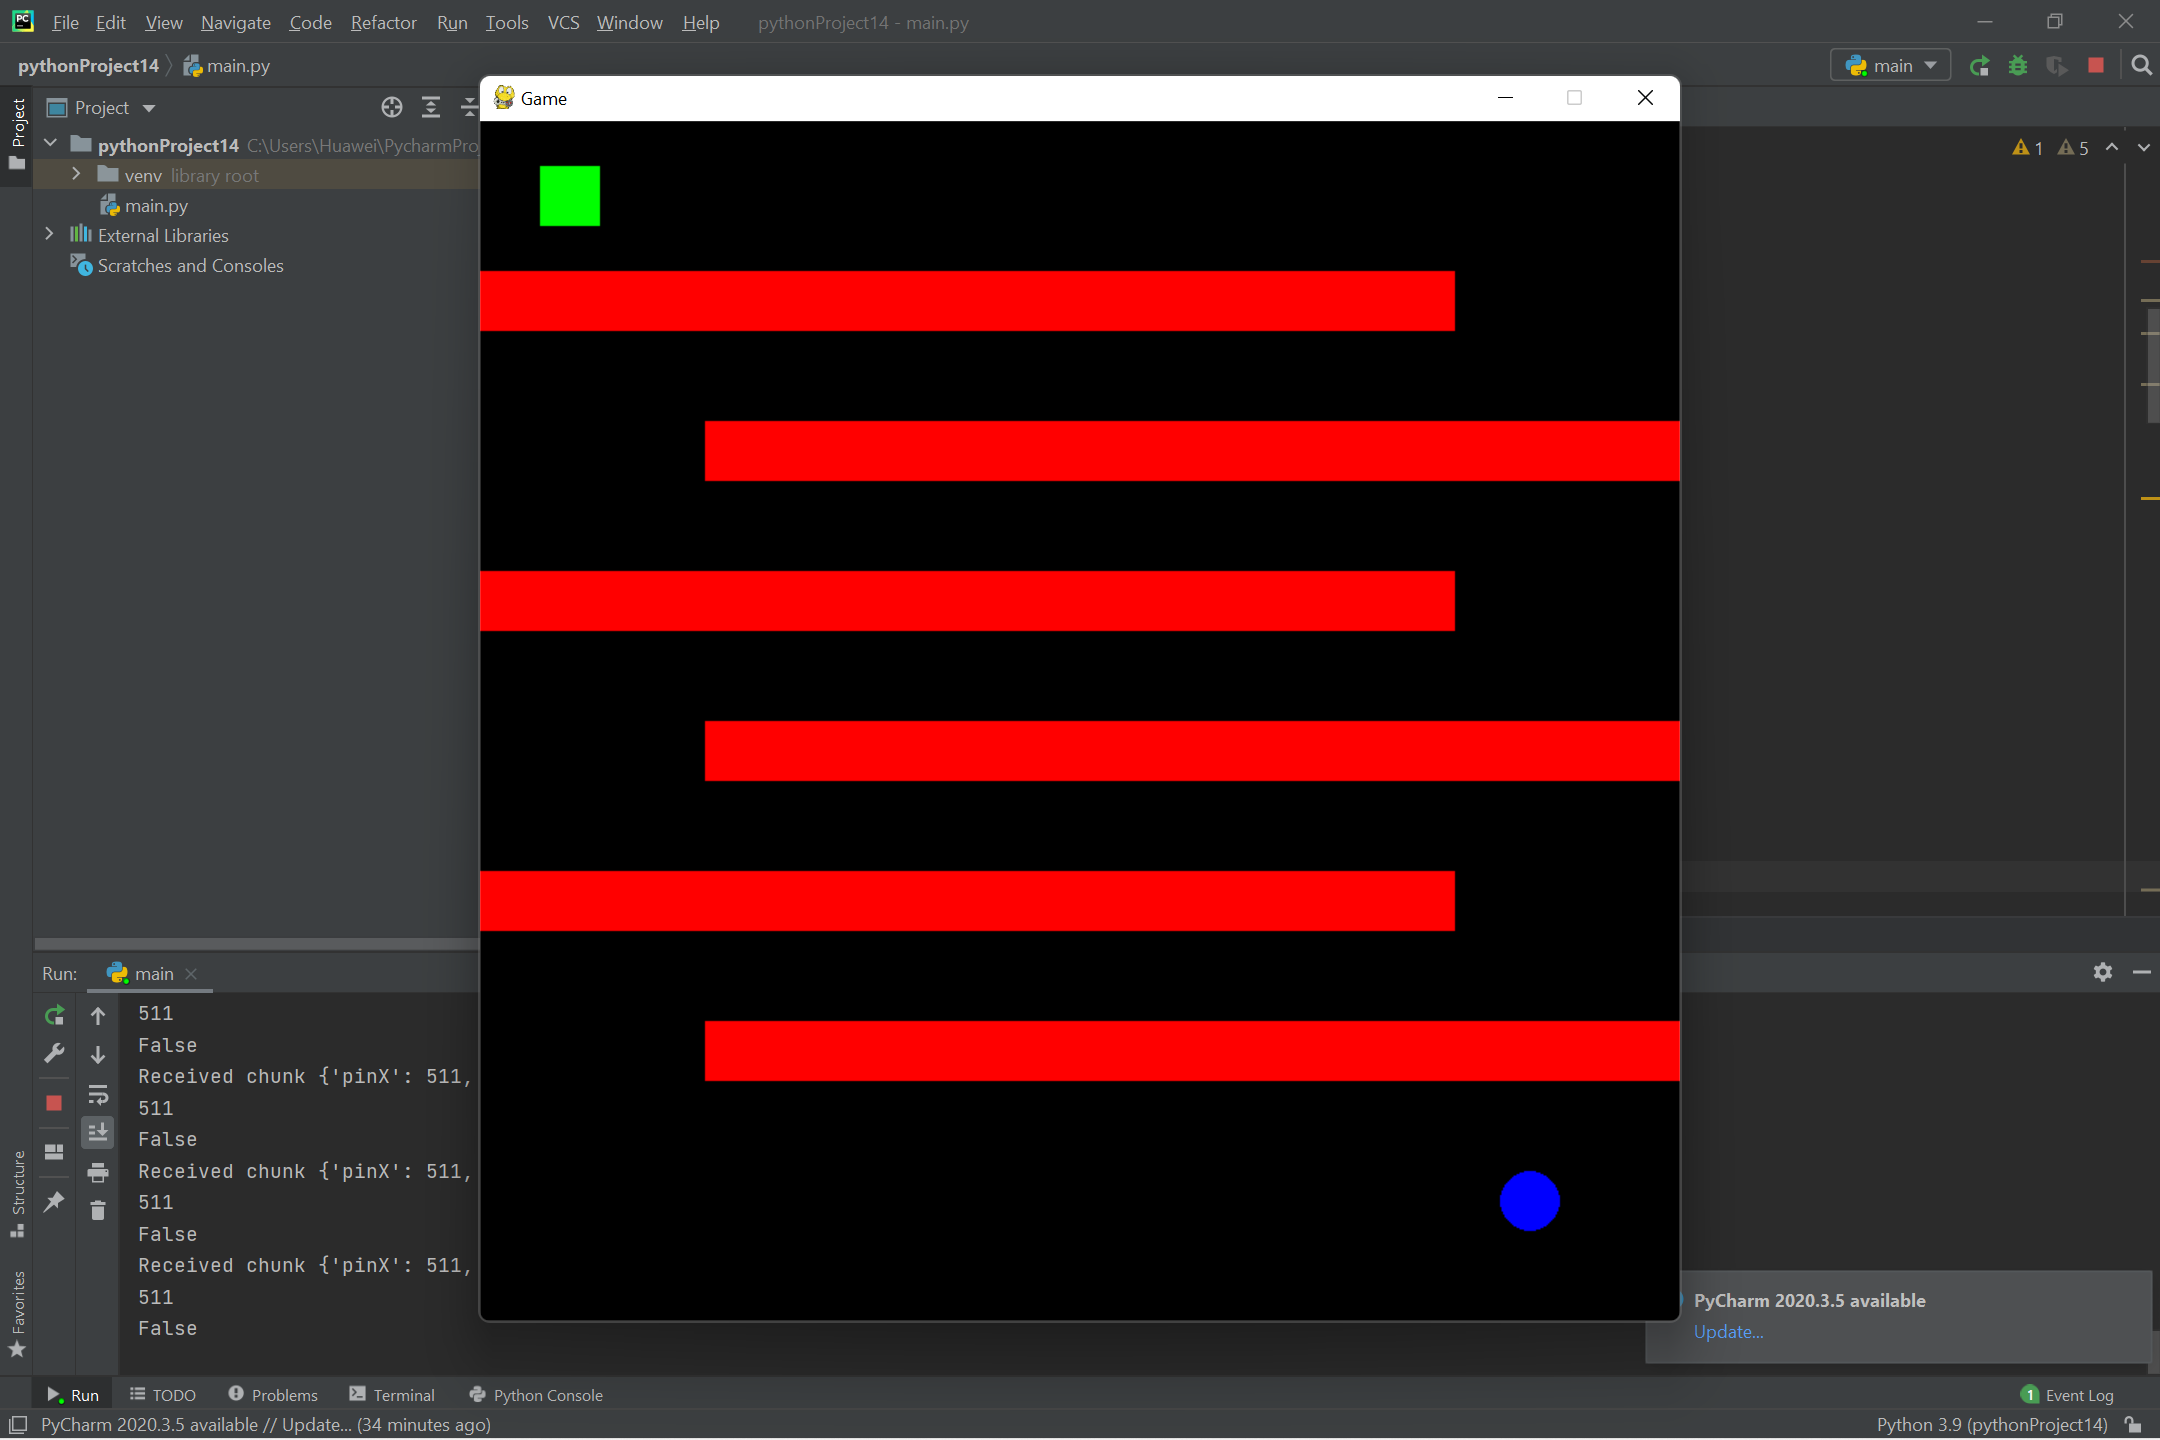 PC File Edit View Navigate Code Refactor Run Tools VCS Window Help pythonProject14 - main.py
pythonProject14 main.py main
Project Project
Game
pythonProject14 C:\Users\Huawei\PycharmPro
1 5
venv library root
main.py
External Libraries
Scratches and Consoles
Run: main
511
False
Received chunk {'pinX': 511,
511
False
Received chunk {'pinX': 511,
511
False
Received chunk {'pinX': 511,
511
False
Structure
Favorites
PyCharm 2020.3.5 available
Update...
Run TODO Problems Terminal Python Console 1 Event Log
PyCharm 2020.3.5 available // Update... (34 minutes ago) Python 3.9 (pythonProject14)